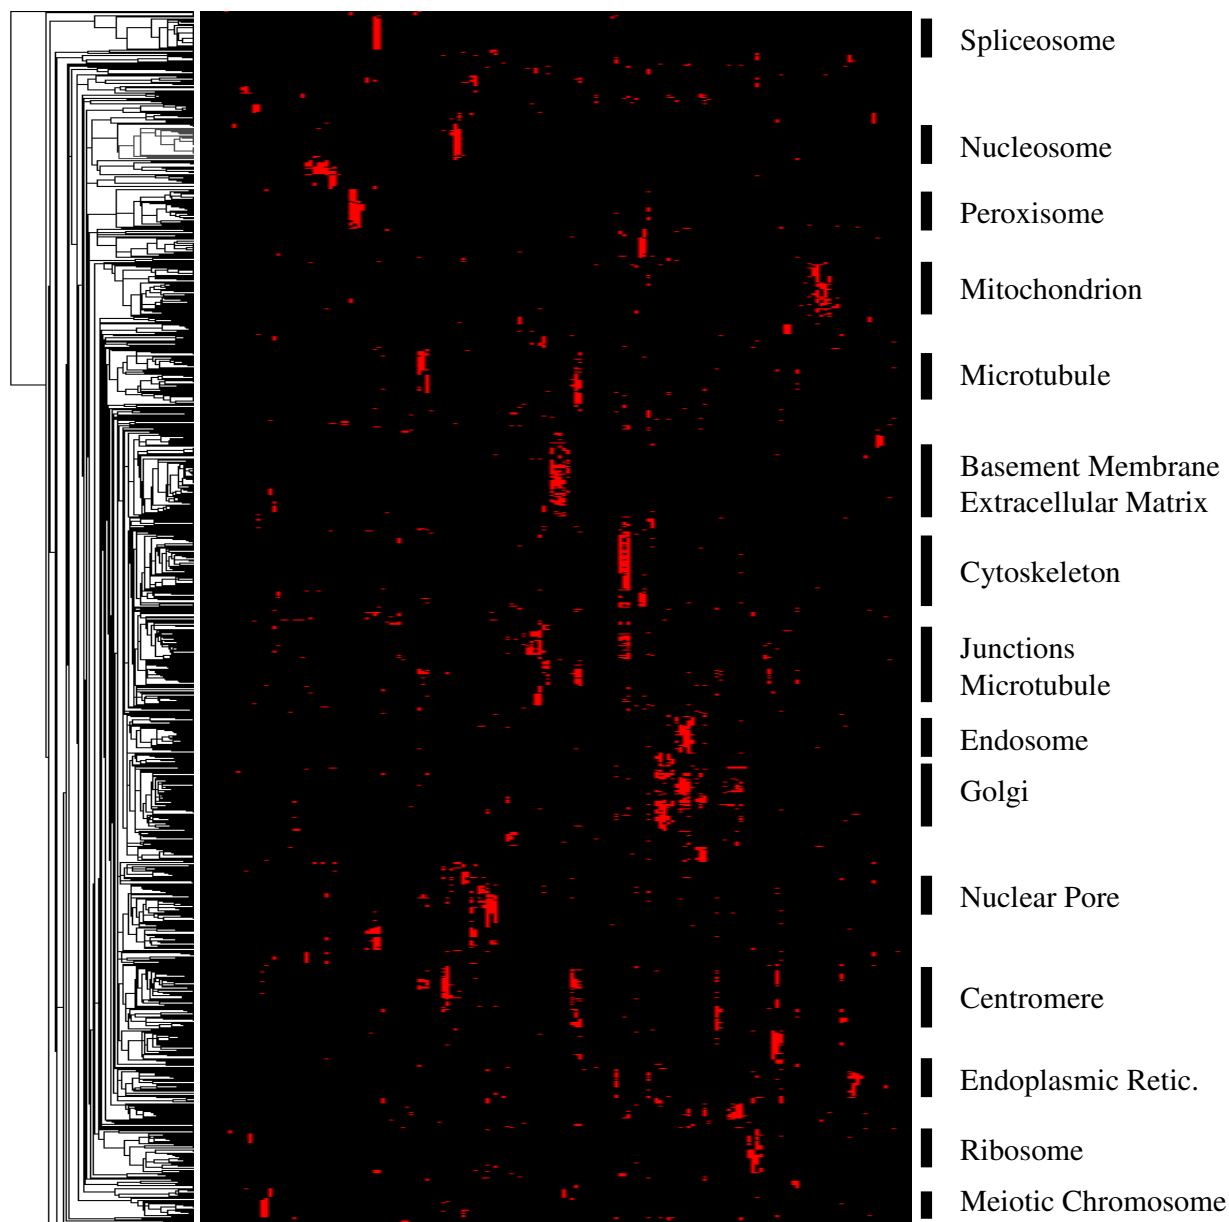 Spliceosome
Nucleosome
Peroxisome
Mitochondrion
Microtubule
Basement Membrane
Extracellular Matrix
Cytoskeleton
Junctions
Microtubule
Endosome
Golgi
Nuclear Pore
Centromere
Endoplasmic Retic.
Ribosome
Meiotic Chromosome